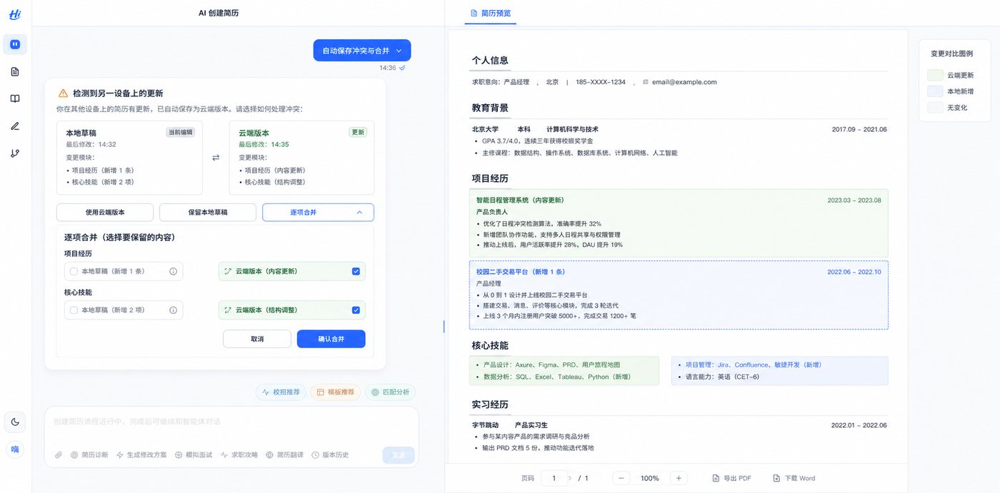 Hi
AI 创建简历
自动保存冲突与合并
14:36
检测到另一设备上的更新
你在其他设备上的简历有更新，已自动保存为云端版本。请选择如何处理冲突：
本地草稿
当前编辑
最后修改：14:32
变更模块：
• 项目经历（新增 1 条）
• 核心技能（新增 2 项）
云端版本
更新
最后修改：14:35
变更模块：
• 项目经历（内容更新）
• 核心技能（结构调整）
使用云端版本
保留本地草稿
逐项合并
逐项合并（选择要保留的内容）
项目经历
本地草稿（新增 1 条）
云端版本（内容更新）
核心技能
本地草稿（新增 2 项）
云端版本（结构调整）
取消
确认合并
校招推荐
模板推荐
匹配分析
创建简历流程进行中，完成后可继续和智能体对话
简历诊断
生成修改方案
模拟面试
求职攻略
简历翻译
版本历史
发送
嗨
简历预览
个人信息
求职意向：产品经理 ， 北京 | 185-XXXX-1234 ， email@example.com
教育背景
北京大学 本科 计算机科学与技术 2017.09 – 2021.06
• GPA 3.7/4.0，连续三年获得校级奖学金
• 主修课程：数据结构、操作系统、数据库系统、计算机网络、人工智能
项目经历
智能日程管理系统（内容更新） 2023.03 – 2023.08
产品负责人
• 优化了日程冲突检测算法，准确率提升 32%
• 新增团队协作功能，支持多人日程共享与权限管理
• 推动上线后，用户活跃率提升 28%，DAU 提升 19%
校园二手交易平台（新增 1 条） 2022.06 – 2022.10
产品经理
• 从 0 到 1 设计并上线校园二手交易平台
• 搭建交易、消息、评价等核心模块，完成 3 轮迭代
• 上线 3 个月内注册用户突破 5000+，完成交易 1200+ 笔
核心技能
• 产品设计：Axure、Figma、PRD、用户旅程地图
• 数据分析：SQL、Excel、Tableau、Python（新增）
• 项目管理：Jira、Confluence、敏捷开发（新增）
• 语言能力：英语（CET-6）
实习经历
字节跳动 产品实习生 2022.01 – 2022.06
• 参与某内容产品的需求调研与竞品分析
• 输出 PRD 文档 5 份，推动功能迭代落地
页码 1 / 1
100%
导出 PDF
下载 Word
变更对比图例
云端更新
本地新增
无变化